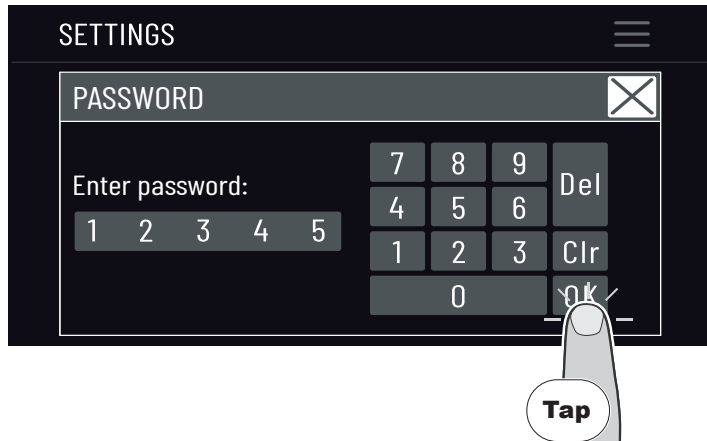 SETTINGS
PASSWORD
Enter password:
1 2 3 4 5
7 8 9 Del
4 5 6
1 2 3 Clr
0 OK
Tap